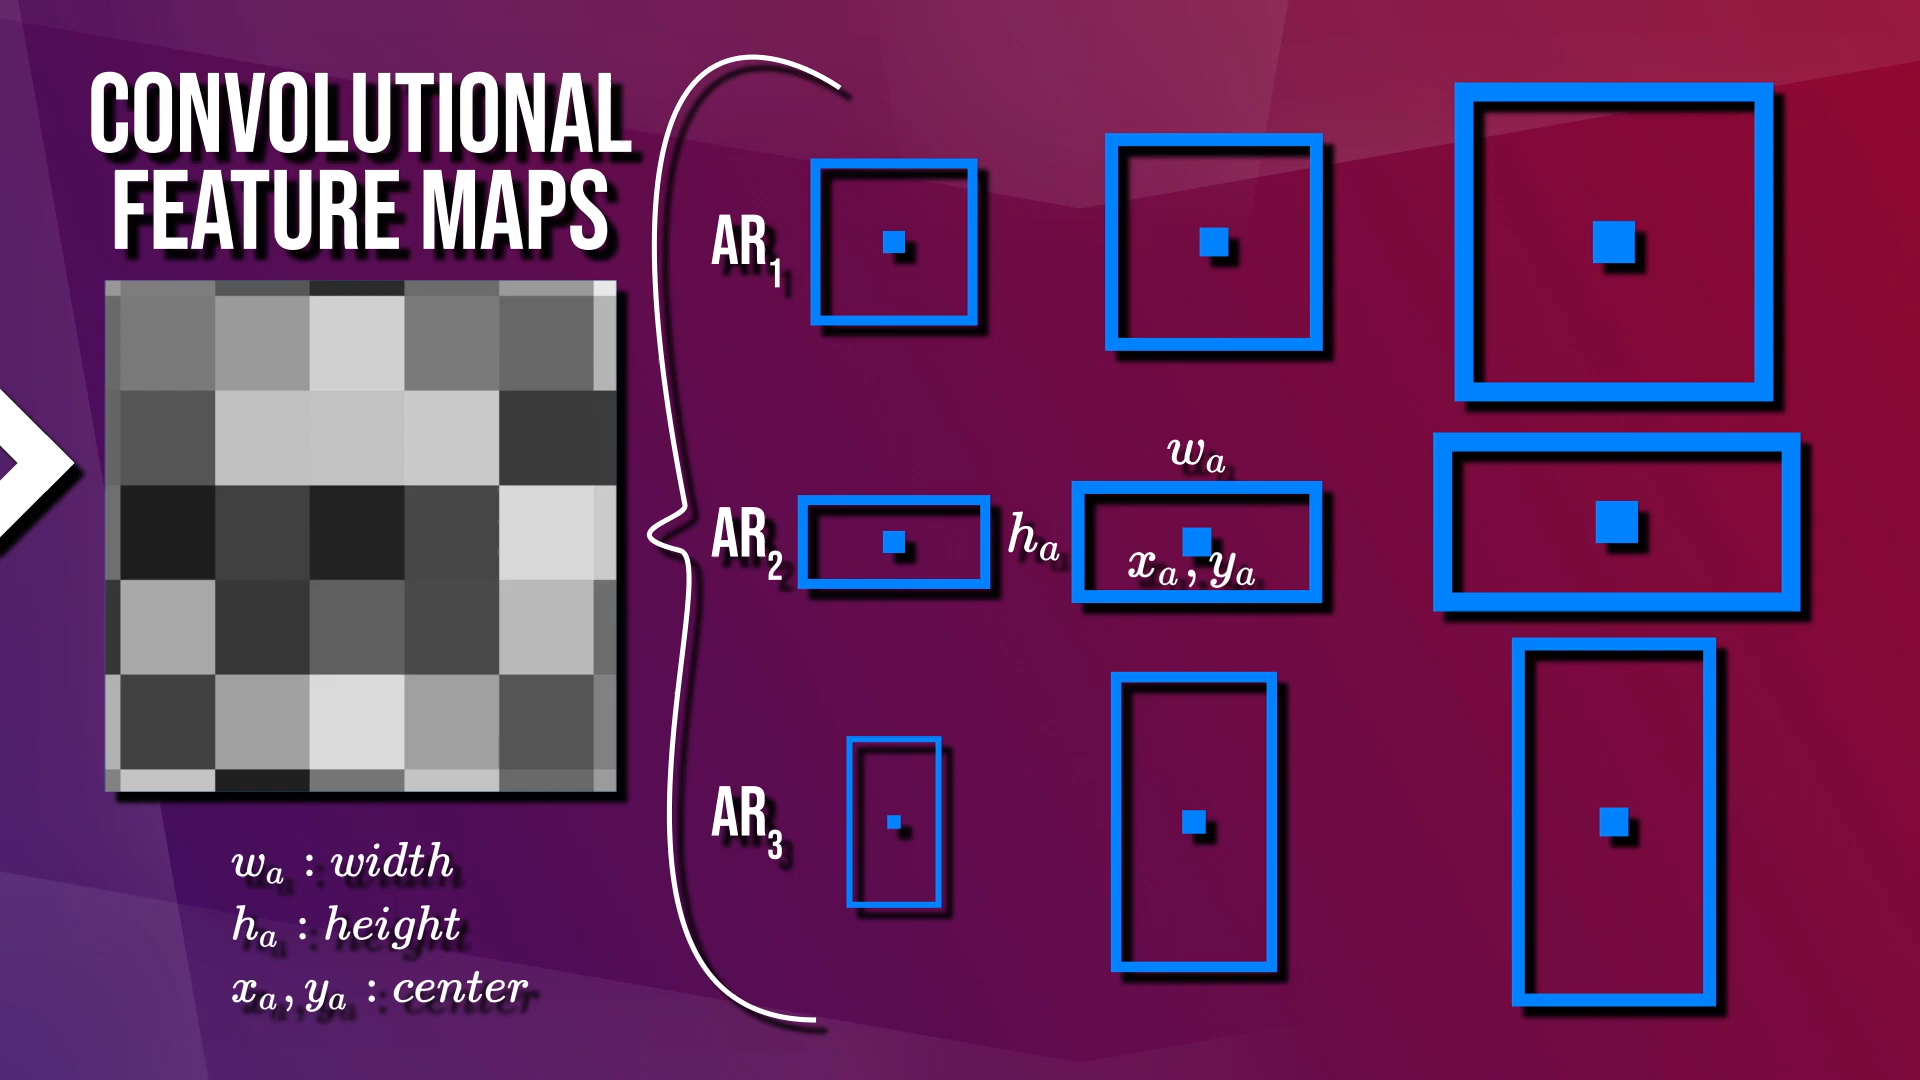 CONVOLUTIONAL
FEATURE MAPS
AR₁
wₐ
AR₂
hₐ
xₐ, yₐ
AR₃
wₐ : width
hₐ : height
xₐ, yₐ : center